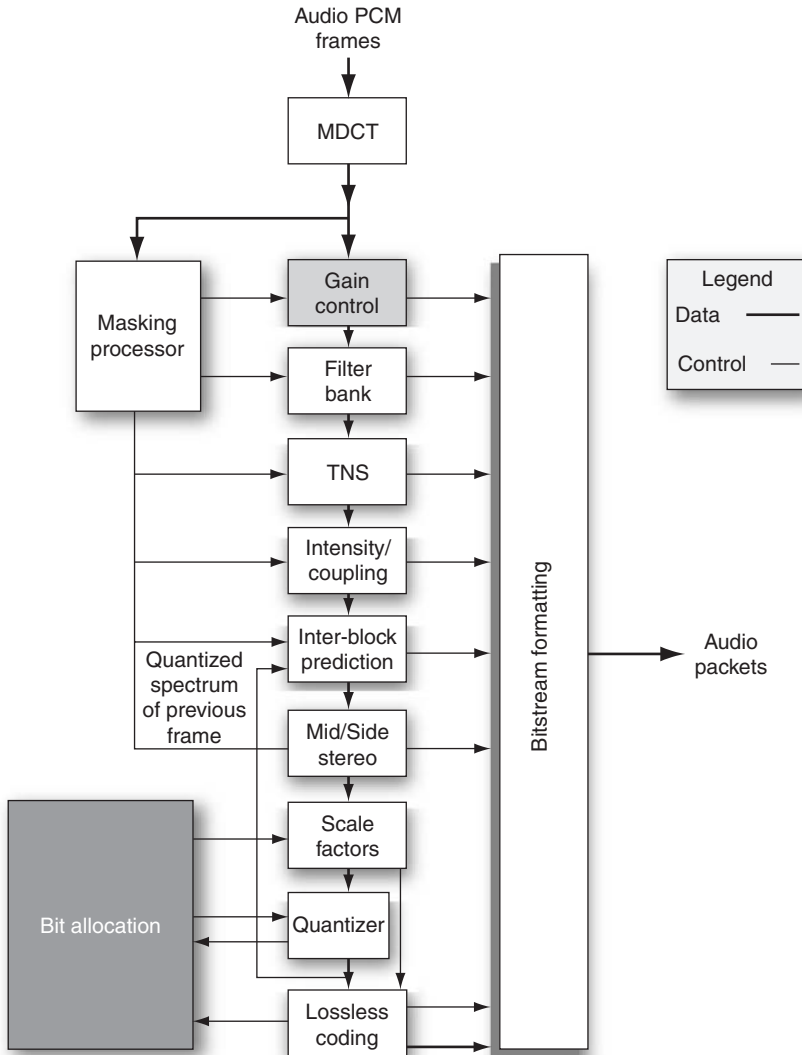 Audio PCM
frames
MDCT
Masking
processor
Gain
control
Legend
Data
Control
Filter
bank
TNS
Intensity/
coupling
Inter-block
prediction
Quantized
spectrum
of previous
frame
Mid/Side
stereo
Bitstream formatting
Audio
packets
Scale
factors
Bit allocation
Quantizer
Lossless
coding